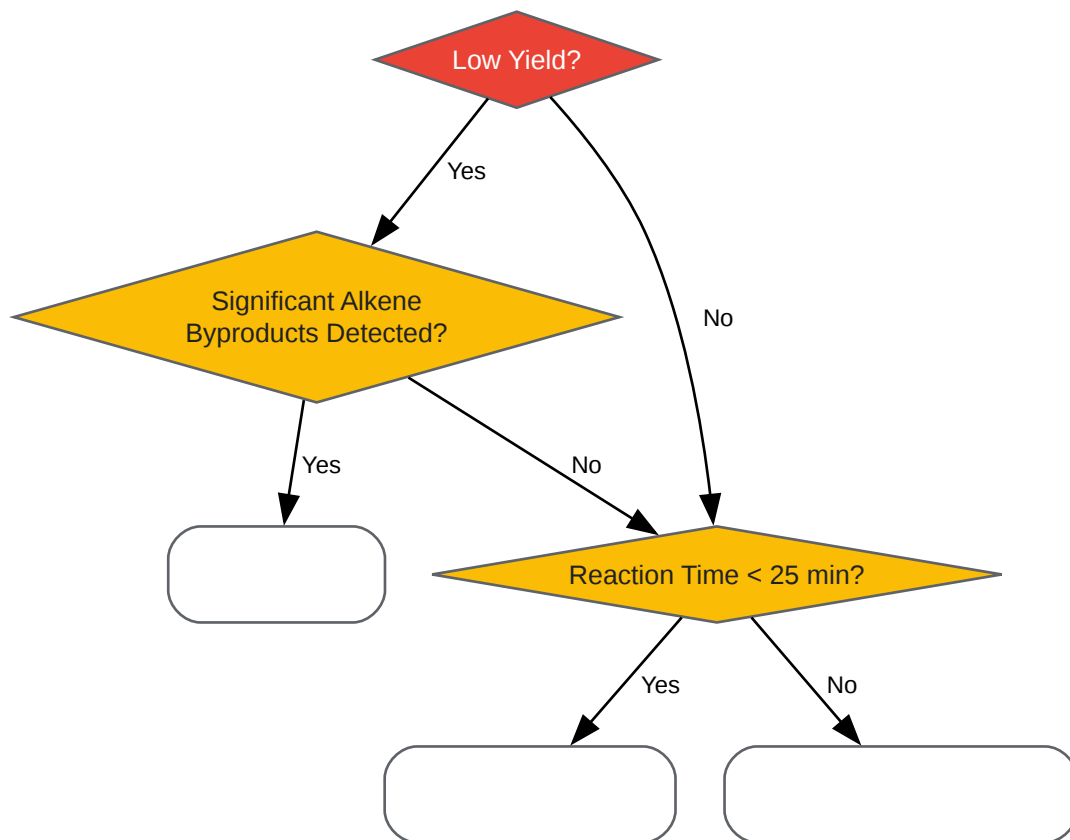 Low Yield?
Yes
No
Significant Alkene
Byproducts Detected?
Yes
No
Reaction Time < 25 min?
Yes
No